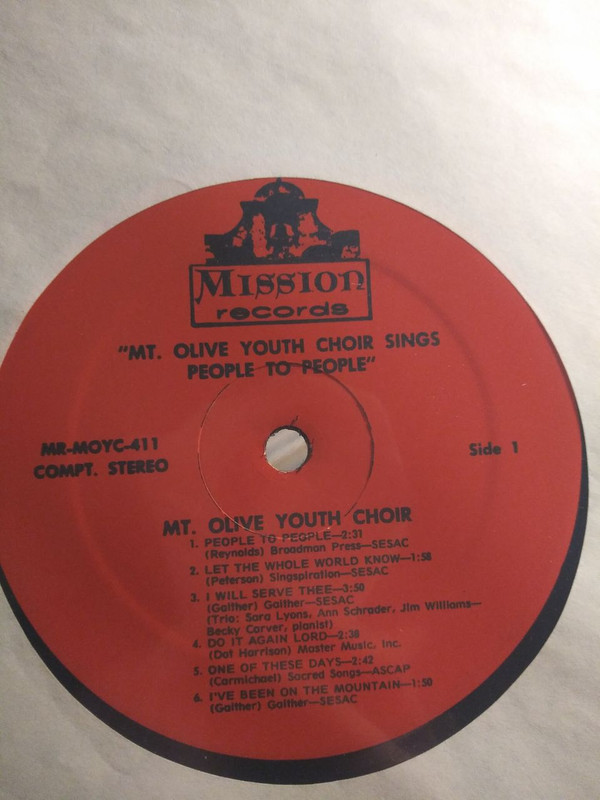 Mission
records
"MT. OLIVE YOUTH CHOIR SINGS
PEOPLE TO PEOPLE"
MR-MOYC-411
COMPT. STEREO
Side 1
MT. OLIVE YOUTH CHOIR
1. PEOPLE TO PEOPLE—2:31
(Reynolds) Broadman Press—SESAC
2. LET THE WHOLE WORLD KNOW—1:58
(Peterson) Singspiration—SESAC
3. I WILL SERVE THEE—3:50
(Gaither) Gaither—SESAC
(Trio: Sara Lyons, Ann Schrader, Jim Williams—
Becky Carver, pianist)
4. DO IT AGAIN LORD—2:38
(Dot Harrison) Master Music, Inc.
5. ONE OF THESE DAYS—2:42
(Carmichael) Sacred Songs—ASCAP
6. I'VE BEEN ON THE MOUNTAIN—1:50
(Gaither) Gaither—SESAC